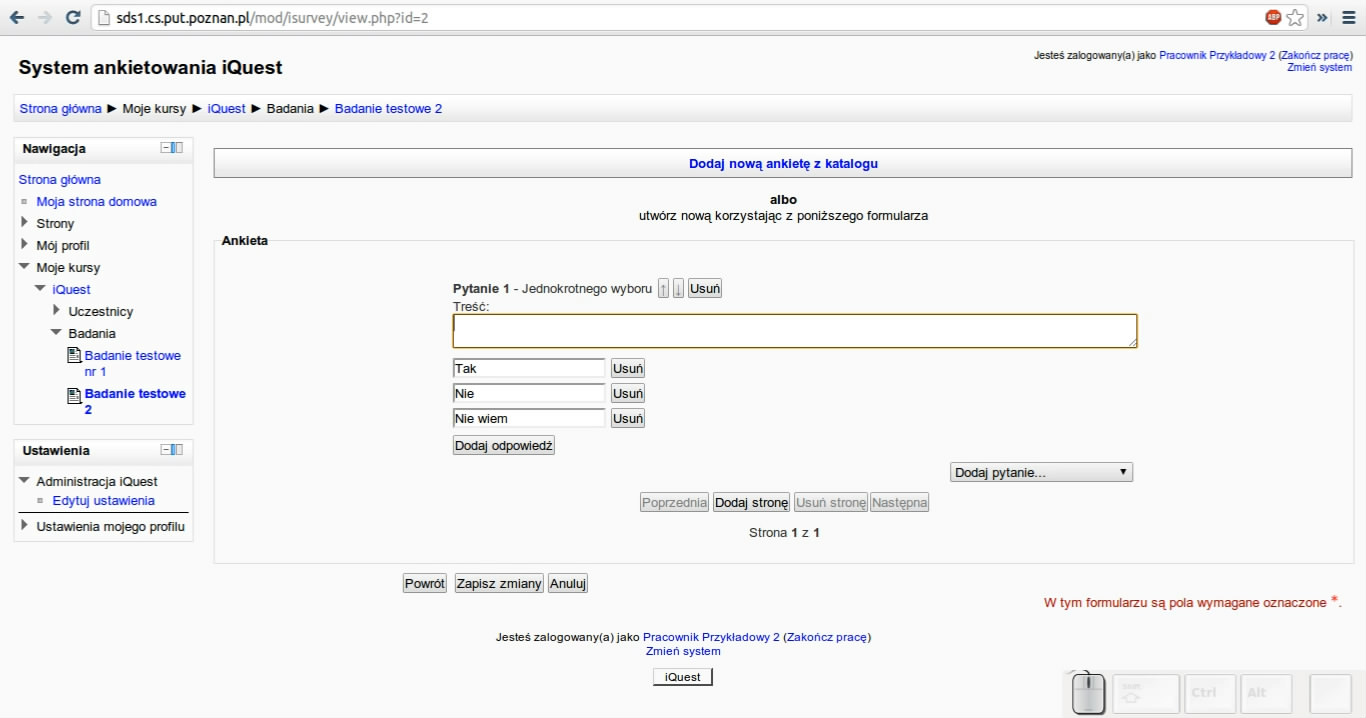 sds1.cs.put.poznan.pl/mod/isurvey/view.php?id=2
ABP
System ankietowania iQuest
Jesteś zalogowany(a) jako Pracownik Przykładowy 2 (Zakończ pracę)
Zmień system
Strona główna ► Moje kursy ► iQuest ► Badania ► Badanie testowe 2
Nawigacja
Strona główna
Moja strona domowa
Strony
Mój profil
Moje kursy
iQuest
Uczestnicy
Badania
Badanie testowe
nr 1
Badanie testowe
2
Ustawienia
Administracja iQuest
Edytuj ustawienia
Ustawienia mojego profilu
Dodaj nową ankietę z katalogu
albo
utwórz nową korzystając z poniższego formularza
Ankieta
Pytanie 1 - Jednokrotnego wyboru ↑ ↓ Usuń
Treść:
Tak Usuń
Nie Usuń
Nie wiem Usuń
Dodaj odpowiedź
Dodaj pytanie...
Poprzednia Dodaj stronę Usuń stronę Następna
Strona 1 z 1
Powrót Zapisz zmiany Anuluj
W tym formularzu są pola wymagane oznaczone *.
Jesteś zalogowany(a) jako Pracownik Przykładowy 2 (Zakończ pracę)
Zmień system
iQuest
Ctrl Alt